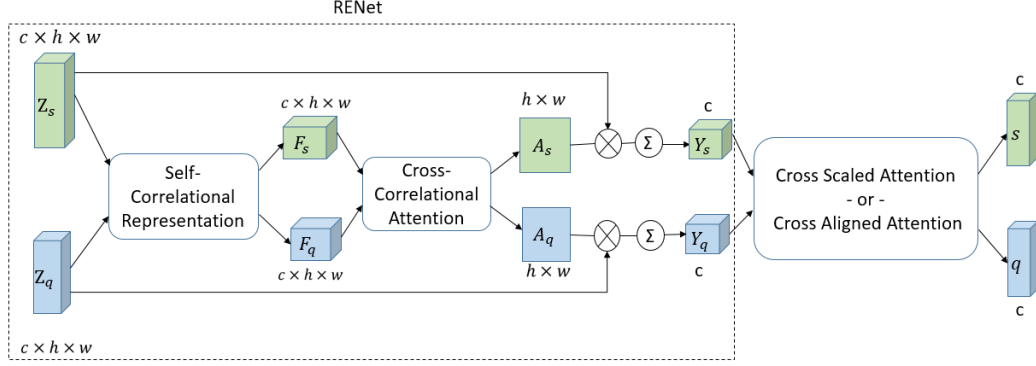 RENet
c × h × w
Z_s
c × h × w
F_s
h × w
A_s
Σ
c
Y_s
c
s
Self-
Correlational
Representation
Cross-
Correlational
Attention
Cross Scaled Attention
- or -
Cross Aligned Attention
Z_q
F_q
c × h × w
A_q
h × w
Σ
Y_q
c
q
c
c × h × w